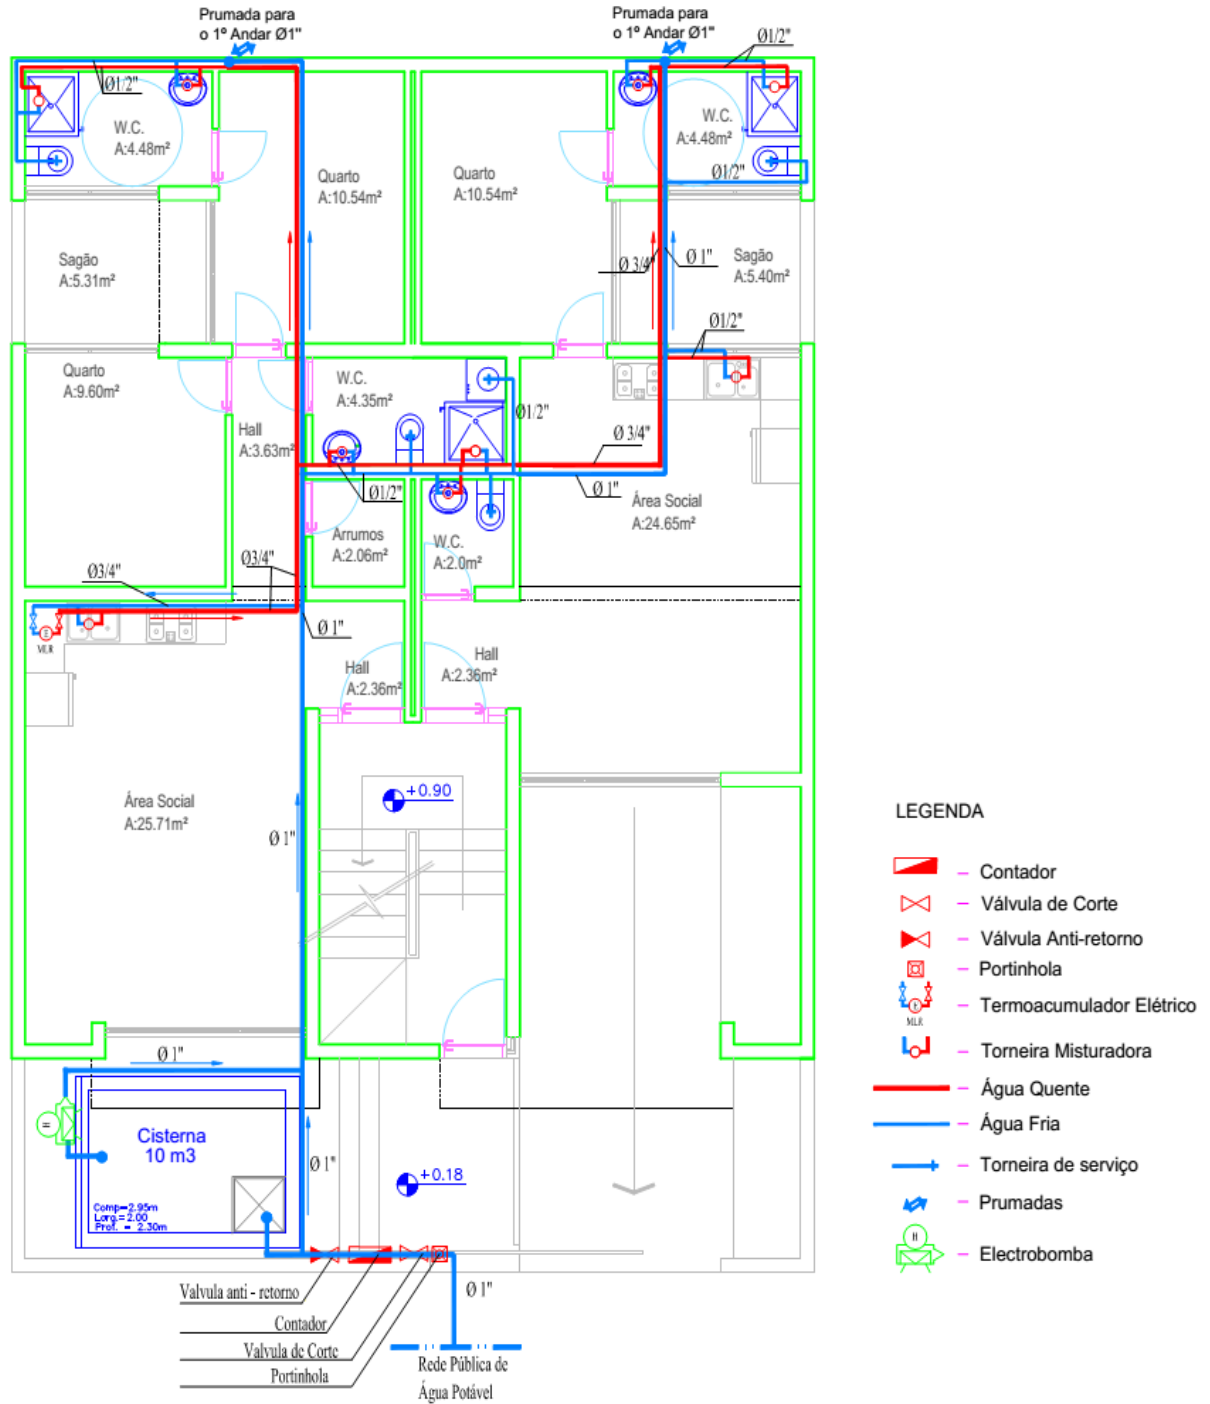 Prumada para
o 1º Andar Ø1"
Prumada para
o 1º Andar Ø1"
Ø1/2"
Ø1/2"
W.C.
A:4.48m²
W.C.
A:4.48m²
Ø1/2"
Quarto
A:10.54m²
Quarto
A:10.54m²
Sagão
A:5.31m²
Ø 3/4"
Ø 1"
Sagão
A:5.40m²
Ø1/2"
Quarto
A:9.60m²
W.C.
A:4.35m²
Ø1/2"
Hall
A:3.63m²
Ø 3/4"
Ø1/2"
Ø 1"
Área Social
A:24.65m²
Arrumos
A:2.06m²
W.C.
A:2.0m²
Ø3/4"
Ø3/4"
E
MLR
Ø 1"
Hall
A:2.36m²
Hall
A:2.36m²
+0.90
Área Social
A:25.71m²
Ø 1"
LEGENDA
Contador
Válvula de Corte
Válvula Anti-retorno
Portinhola
E
MLR
Termoacumulador Elétrico
Torneira Misturadora
Água Quente
Água Fria
Torneira de serviço
Prumadas
H
Electrobomba
Ø 1"
H
Cisterna
10 m3
Ø 1"
+0.18
Comp=2.95m
Larg.=2.00
Prof. = 2.30m
Valvula anti - retorno
Ø 1"
Contador
Valvula de Corte
Portinhola
Rede Pública de
Água Potável